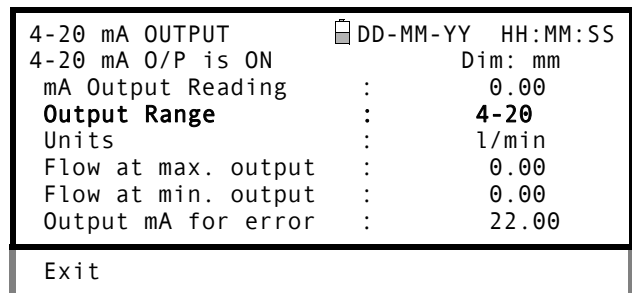 4-20 mA OUTPUT DD-MM-YY HH:MM:SS
4-20 mA O/P is ON Dim: mm
mA Output Reading : 0.00
Output Range : 4-20
Units : l/min
Flow at max. output : 0.00
Flow at min. output : 0.00
Output mA for error : 22.00
Exit